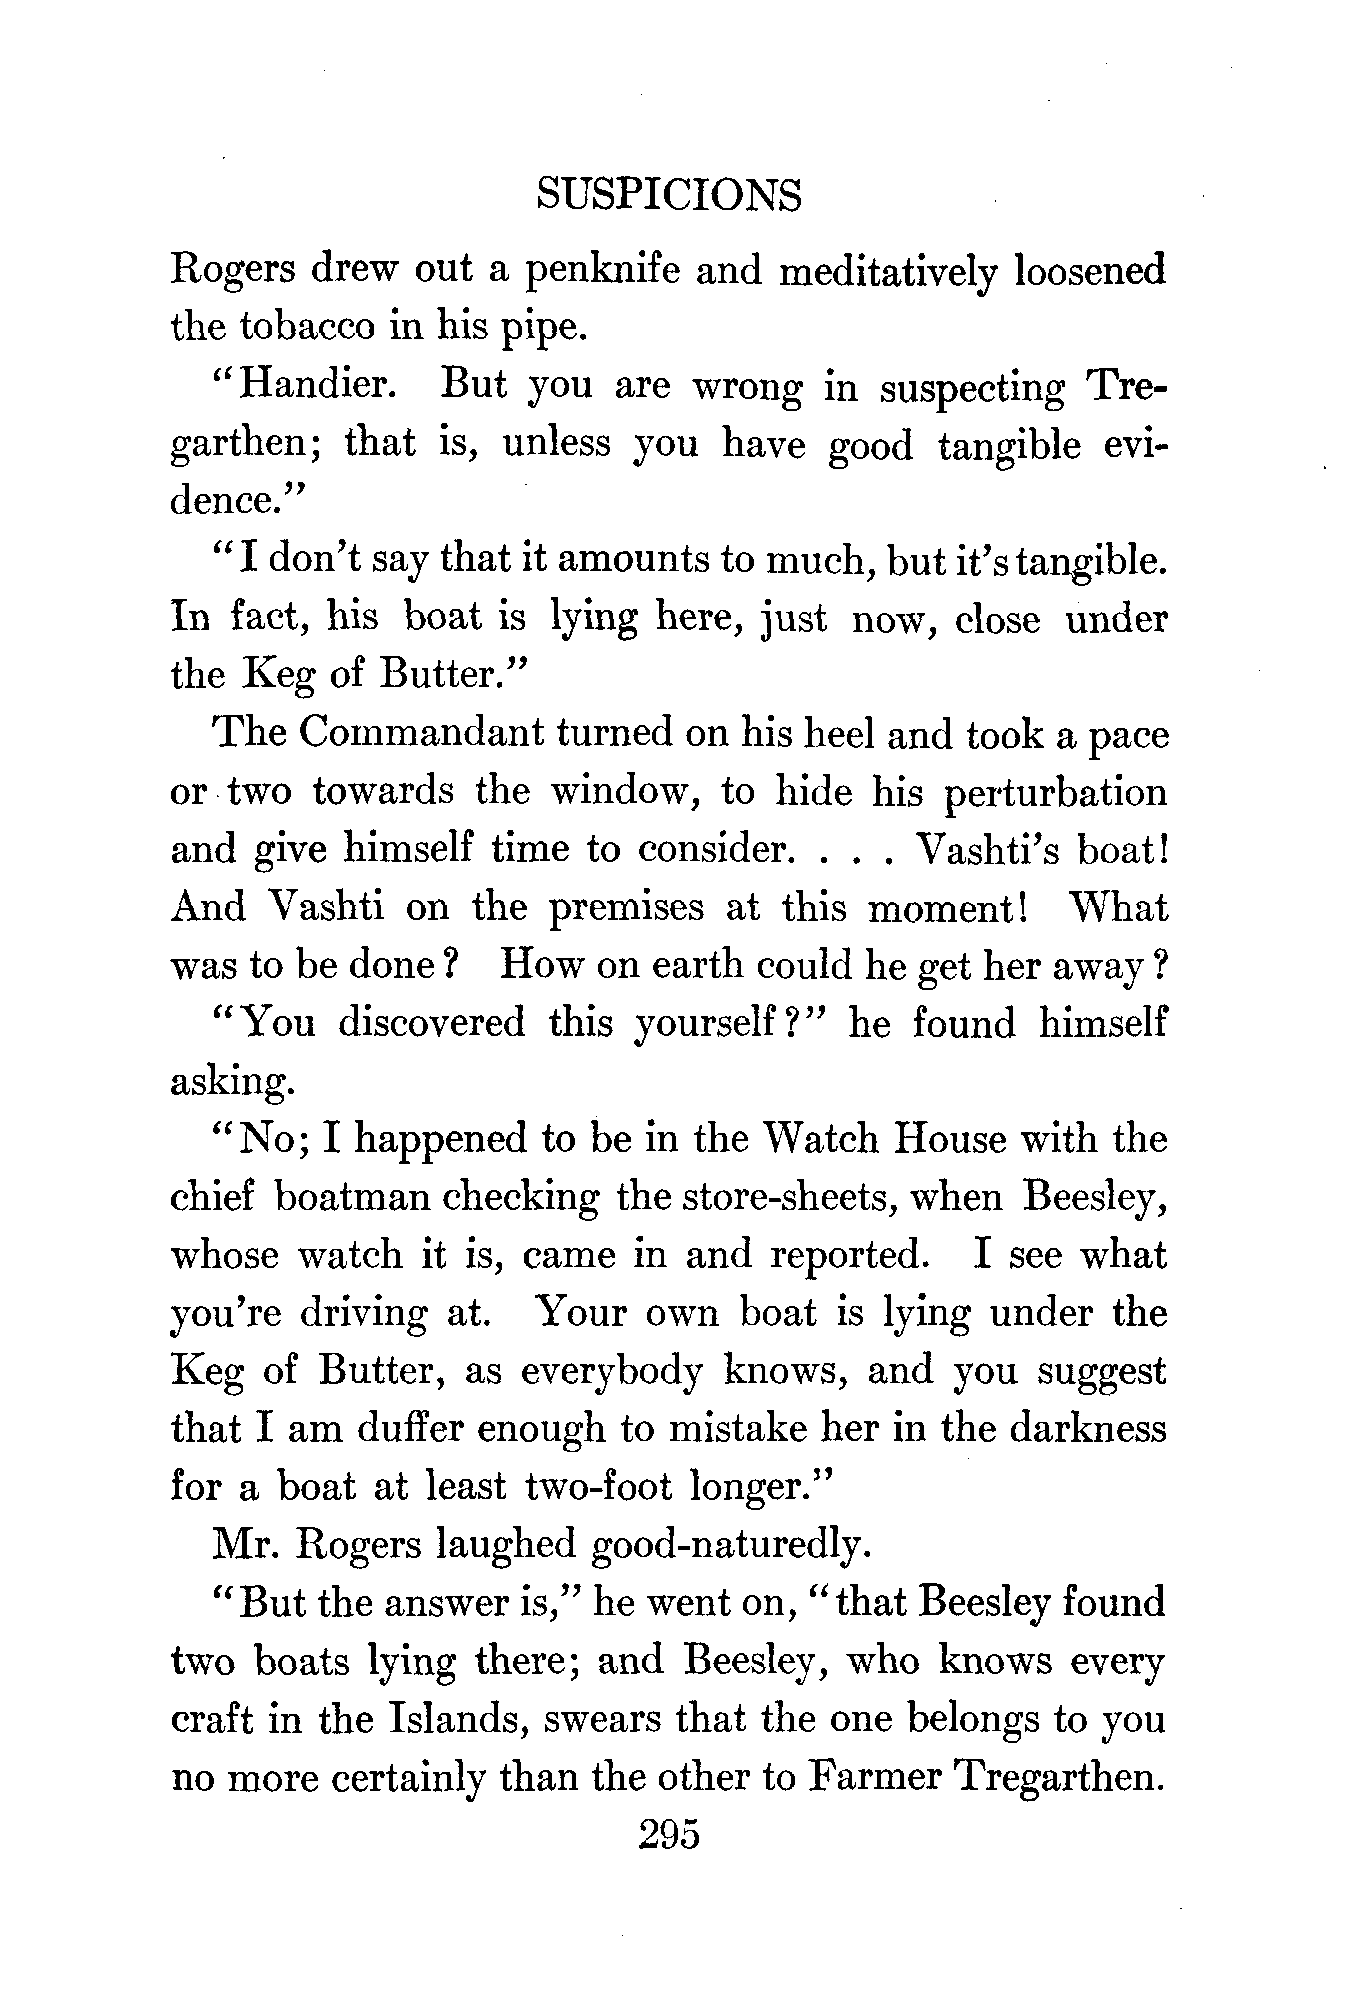 SUSPICIONS
Rogers drew out a penknife and meditatively loosened
the tobacco in his pipe.
"Handier. But you are wrong in suspecting Tre-
garthen; that is, unless you have good tangible evi-
dence."
"I don't say that it amounts to much, but it's tangible.
In fact, his boat is lying here, just now, close under
the Keg of Butter."
The Commandant turned on his heel and took a pace
or two towards the window, to hide his perturbation
and give himself time to consider. . . . Vashti's boat!
And Vashti on the premises at this moment! What
was to be done? How on earth could he get her away?
"You discovered this yourself?" he found himself
asking.
"No; I happened to be in the Watch House with the
chief boatman checking the store-sheets, when Beesley,
whose watch it is, came in and reported. I see what
you're driving at. Your own boat is lying under the
Keg of Butter, as everybody knows, and you suggest
that I am duffer enough to mistake her in the darkness
for a boat at least two-foot longer."
Mr. Rogers laughed good-naturedly.
"But the answer is," he went on, "that Beesley found
two boats lying there; and Beesley, who knows every
craft in the Islands, swears that the one belongs to you
no more certainly than the other to Farmer Tregarthen.
295